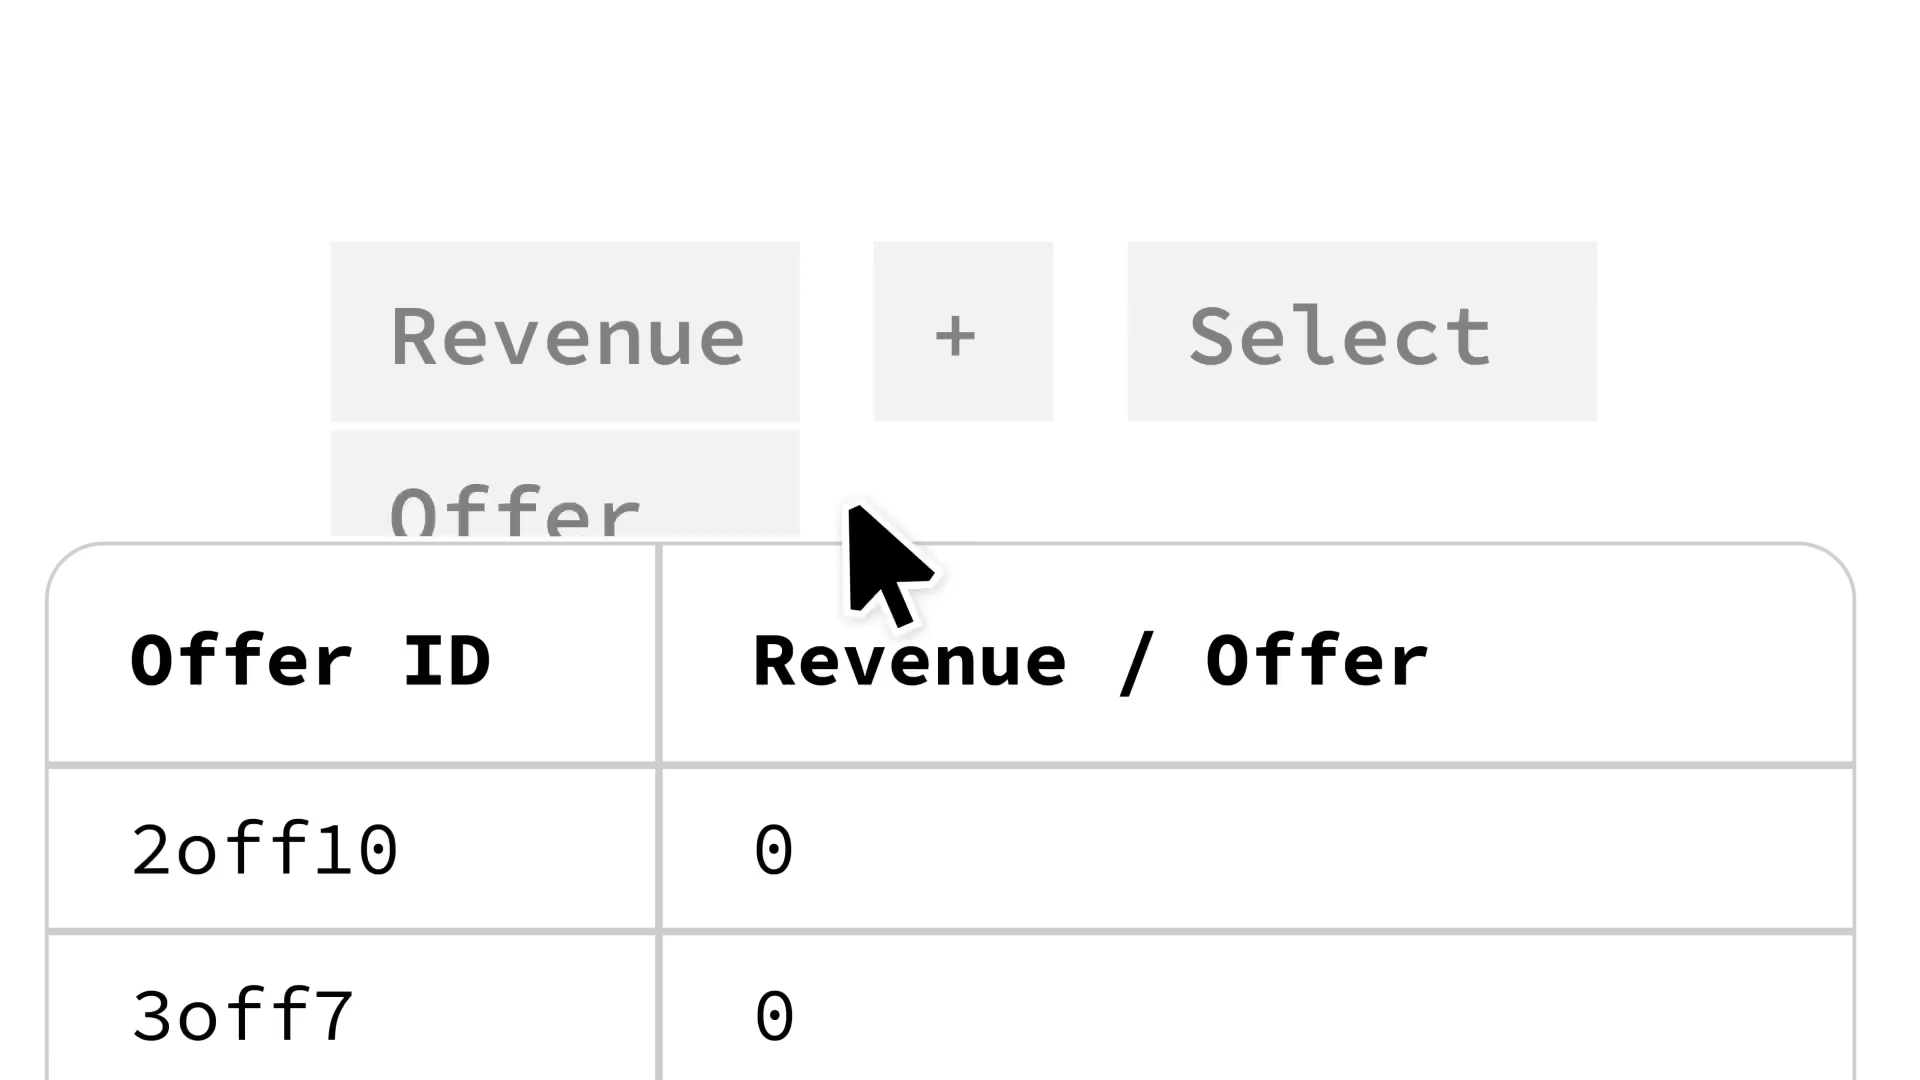 Revenue + Select
Offer
Offer ID Revenue / Offer
2off10 0
3off7 0